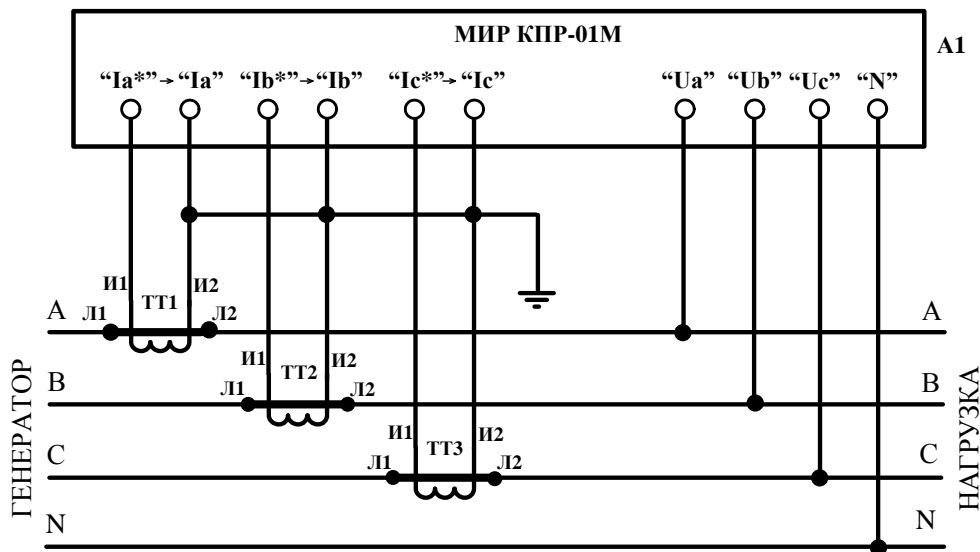 МИР КПР-01М
А1
“Ia*”→“Ia” “Ib*”→“Ib” “Ic*”→“Ic” “Ua” “Ub” “Uc” “N”
И1 И2
ТТ1
A Л1 Л2 A
И1 И2
ТТ2
B Л1 Л2 B
И1 И2
ТТ3
C Л1 Л2 C
N N
ГЕНЕРАТОР
НАГРУЗКА